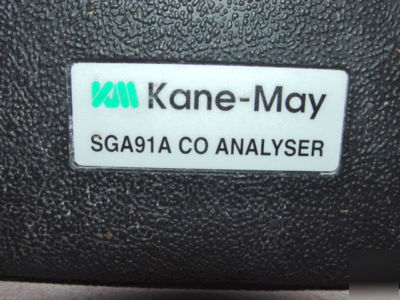 KM Kane-May
SGA91A CO ANALYSER